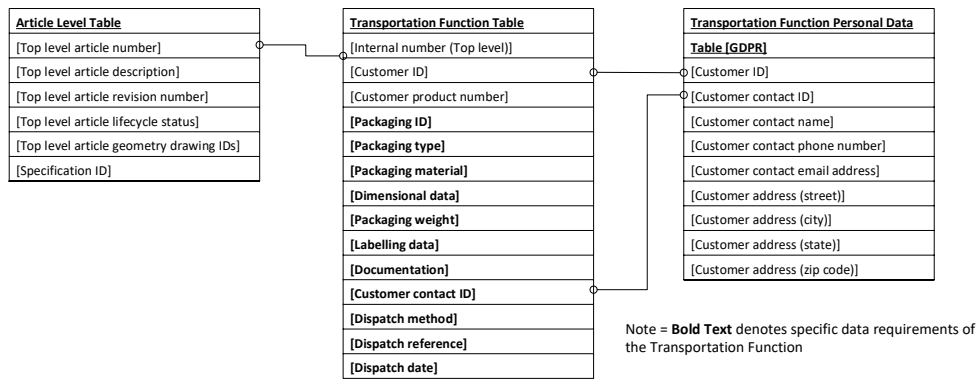 Article Level Table
[Top level article number]
[Top level article description]
[Top level article revision number]
[Top level article lifecycle status]
[Top level article geometry drawing IDs]
[Specification ID]
Transportation Function Table
[Internal number (Top level)]
[Customer ID]
[Customer product number]
[Packaging ID]
[Packaging type]
[Packaging material]
[Dimensional data]
[Packaging weight]
[Labelling data]
[Documentation]
[Customer contact ID]
[Dispatch method]
[Dispatch reference]
[Dispatch date]
Transportation Function Personal Data
Table [GDPR]
[Customer ID]
[Customer contact ID]
[Customer contact name]
[Customer contact phone number]
[Customer contact email address]
[Customer address (street)]
[Customer address (city)]
[Customer address (state)]
[Customer address (zip code)]
Note = Bold Text denotes specific data requirements of
the Transportation Function